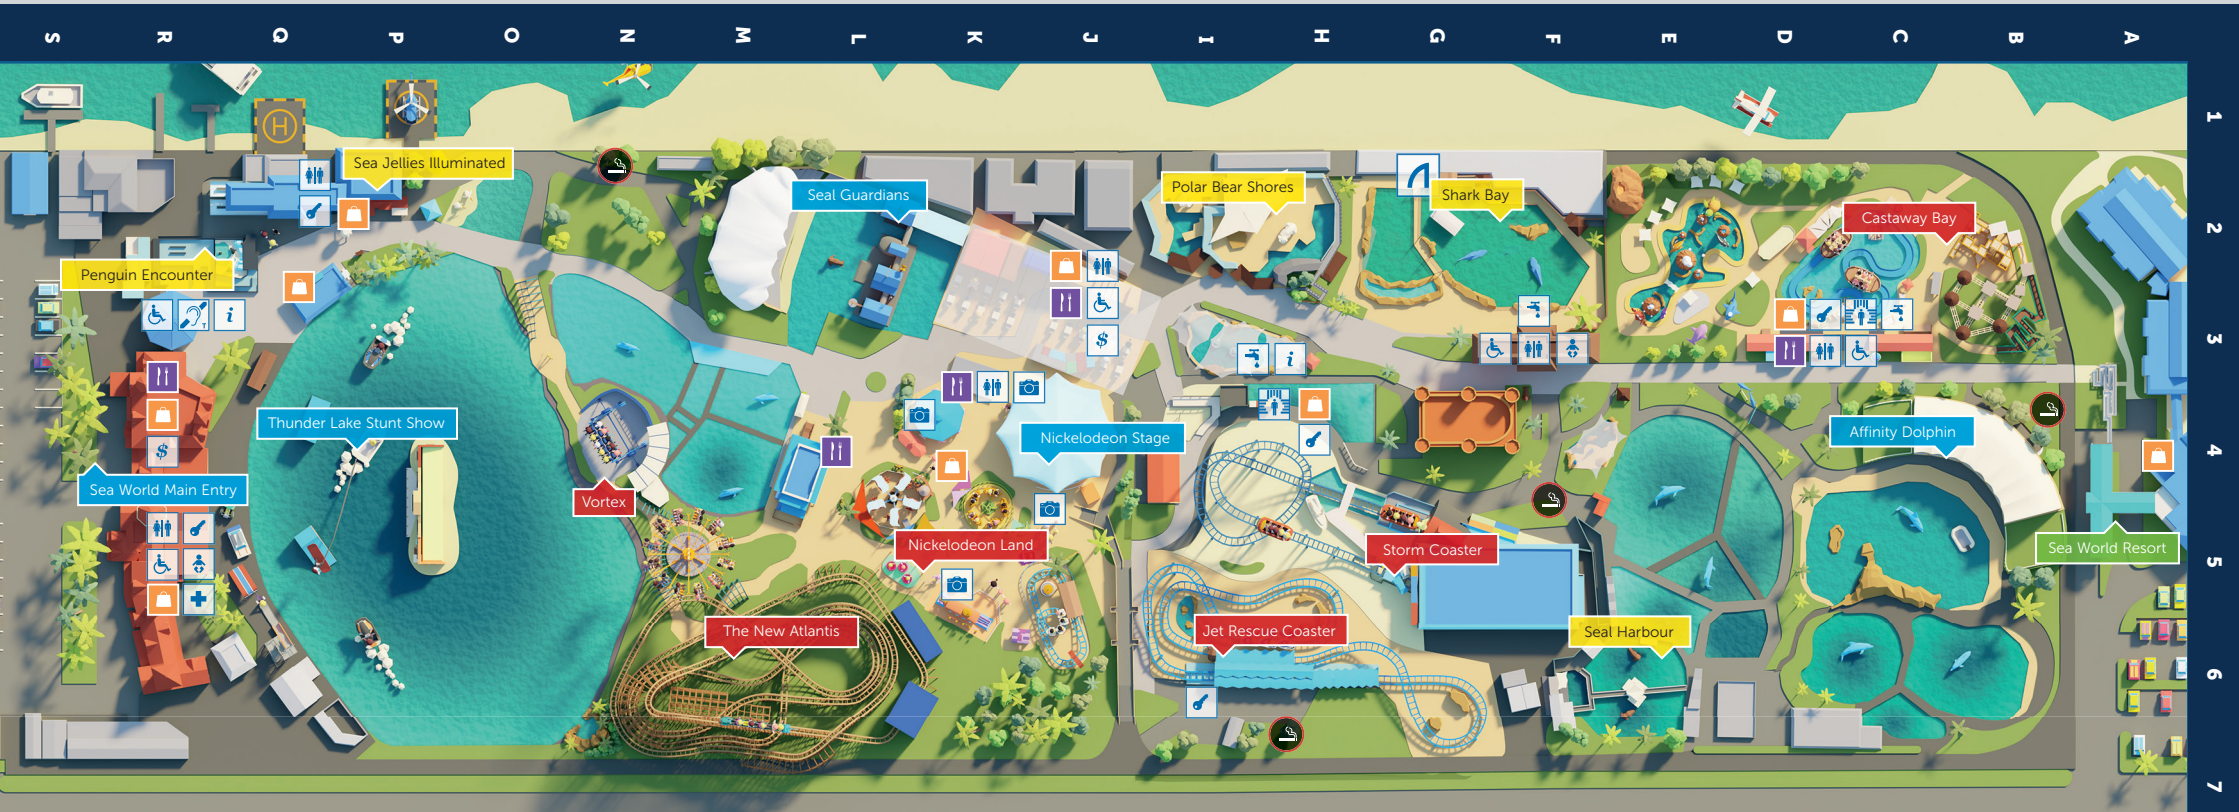 S R Q P O N M L K J I H G F E D C B A
1
2
3
4
5
6
7
H
Sea Jellies Illuminated
Seal Guardians
Polar Bear Shores
Shark Bay
Castaway Bay
Penguin Encounter
i
T
$
i
$
Thunder Lake Stunt Show
Nickelodeon Stage
Affinity Dolphin
Sea World Main Entry
Vortex
Nickelodeon Land
Storm Coaster
Sea World Resort
The New Atlantis
Jet Rescue Coaster
Seal Harbour